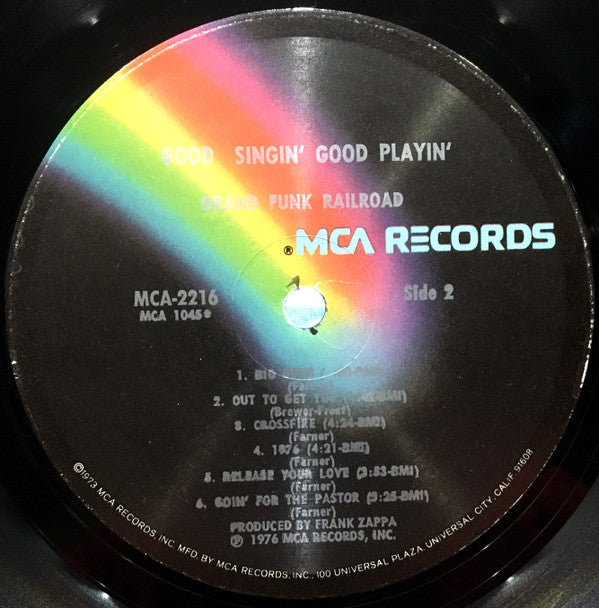 GOOD SINGIN' GOOD PLAYIN'
GRAND FUNK RAILROAD
® MCA RECORDS
MCA-2216
MCA 1045*
Side 2
1. BIG
(Farner)
2. OUT TO GET YOU
(Brewer-Frost)
3. CROSSFIRE (4:24-BMI)
(Farner)
4. 1976 (4:21-BMI)
(Farner)
5. RELEASE YOUR LOVE (3:53-BMI)
(Farner)
6. GOIN' FOR THE PASTOR (5:25-BMI)
(Farner)
PRODUCED BY FRANK ZAPPA
℗ 1976 MCA RECORDS, INC.
©1973 MCA RECORDS, INC. MFD BY MCA RECORDS, INC., 100 UNIVERSAL PLAZA, UNIVERSAL CITY, CALIF. 91608